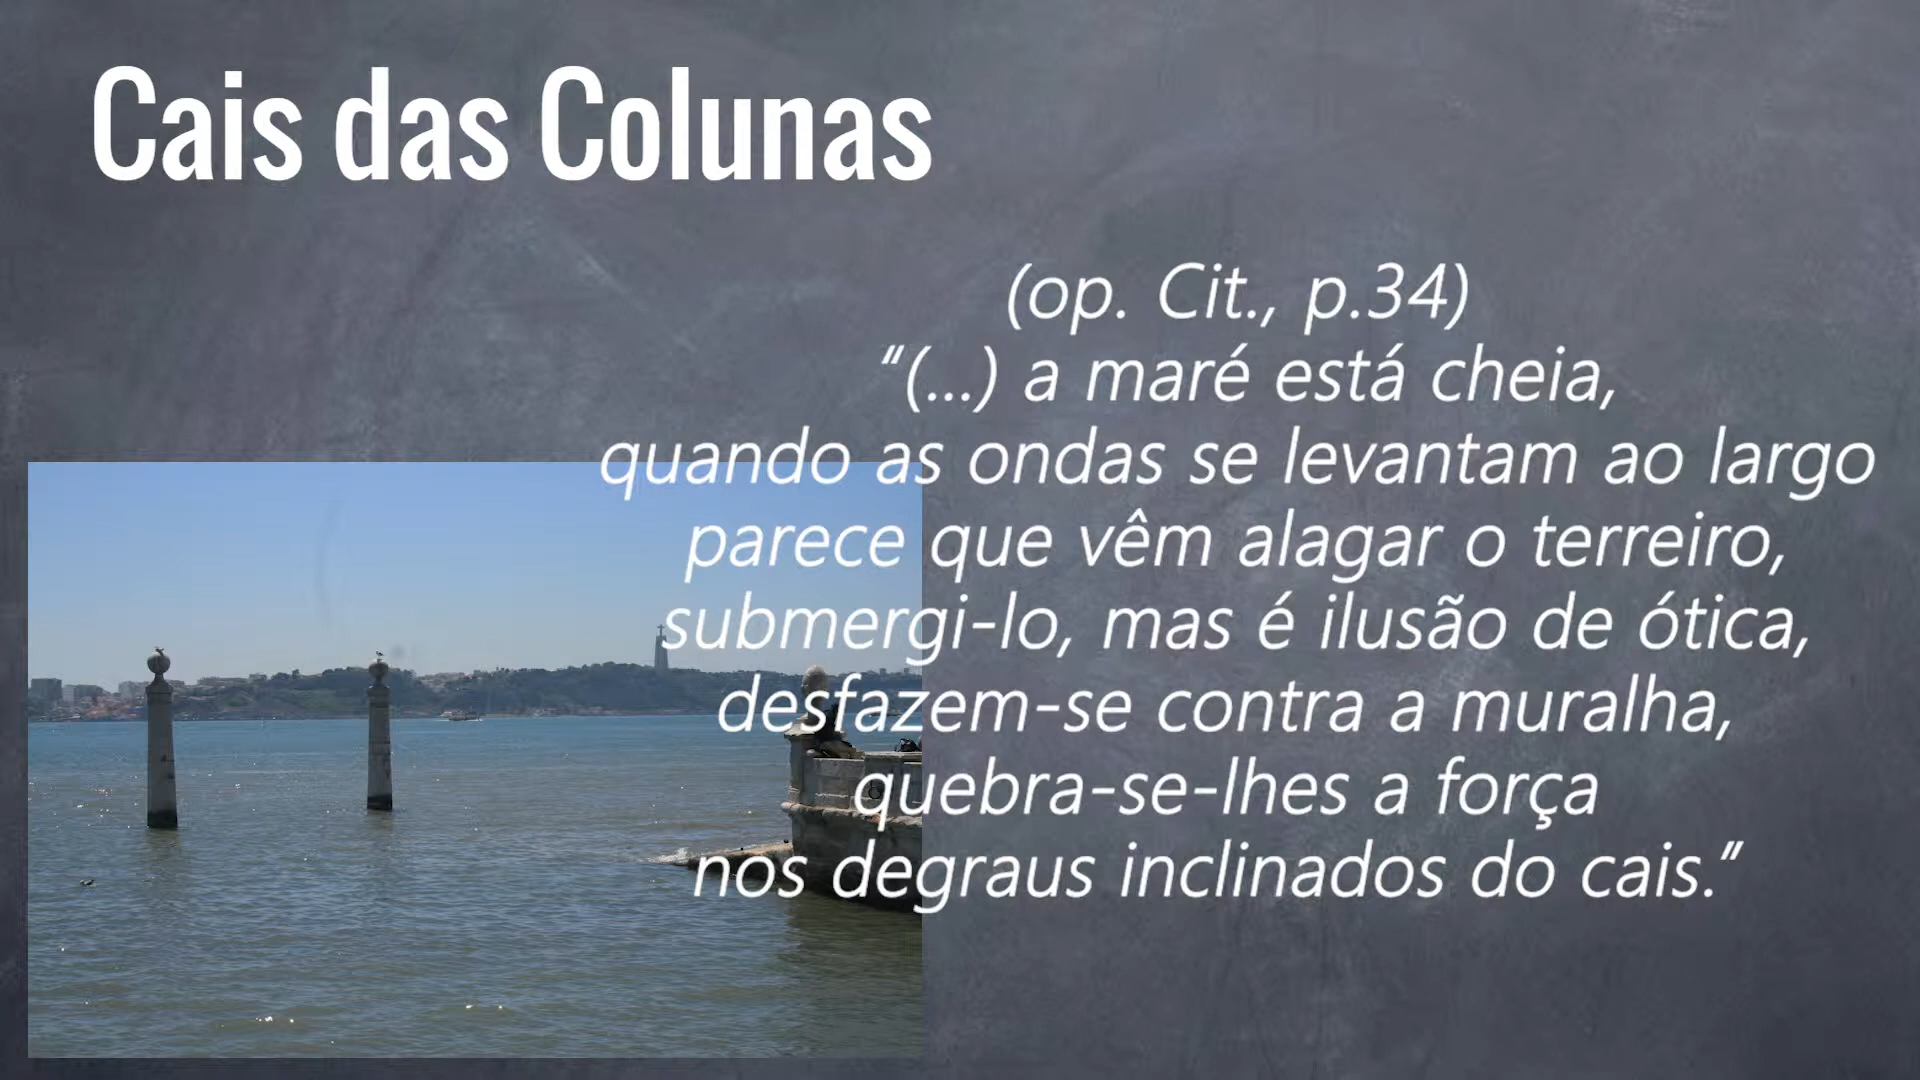 Cais das Colunas
(op. Cit., p.34)
“(...) a maré está cheia,
quando as ondas se levantam ao largo
parece que vêm alagar o terreiro,
submergi-lo, mas é ilusão de ótica,
desfazem-se contra a muralha,
quebra-se-lhes a força
nos degraus inclinados do cais.”